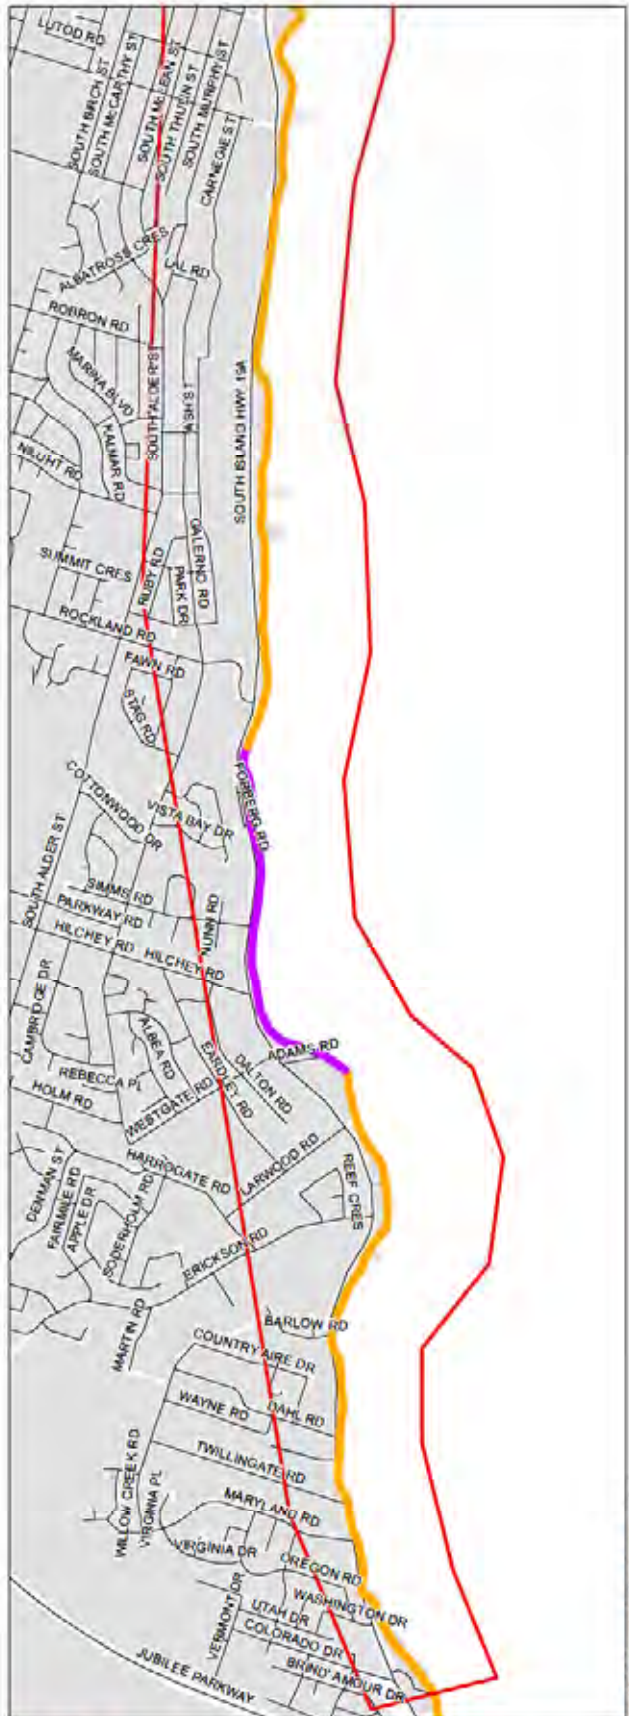 LUTOD RD
SOUTH BIRCH ST
SOUTH McCARTHY ST
SOUTH McLEAN ST
SOUTH THULIN ST
SOUTH MURPHY ST
CARNEGIE ST
ALBATROSS CRES
LAL RD
ROBRON RD
MARINA BLVD
KALMAR RD
SOUTH ALDER ST
ASH ST
SOUTH ISLAND HWY 19A
NILUHT RD
SUMMIT CRES
RUBY RD
PARK DR
GALERNO RD
ROCKLAND RD
FAWN RD
STAG RD
FORBERG RD
COTTONWOOD DR
VISTA BAY DR
SOUTH ALDER ST
SIMMS RD
PARKWAY RD
NUNN RD
HILCHEY RD
HILCHEY RD
CAMBRIDGE DR
ALBEA RD
EARDLEY RD
DALTON RD
ADAMS RD
REBECCA PL
WESTGATE RD
HOLM RD
HARROGATE RD
LARWOOD RD
REEF CRES
DENMAN ST
FAIRMILE RD
APPLE DR
SODERHOLM RD
ERICKSON RD
MARTIN RD
BARLOW RD
COUNTRY AIRE DR
WAYNE RD
DAHL RD
TWILLINGATE RD
WILLOW CREEK RD
VIRGINIA PL
MARYLAND RD
VIRGINIA DR
OREGON RD
WASHINGTON DR
VERMONT DR
UTAH DR
COLORADO DR
BRIND' AMOUR DR
JUBILEE PARKWAY